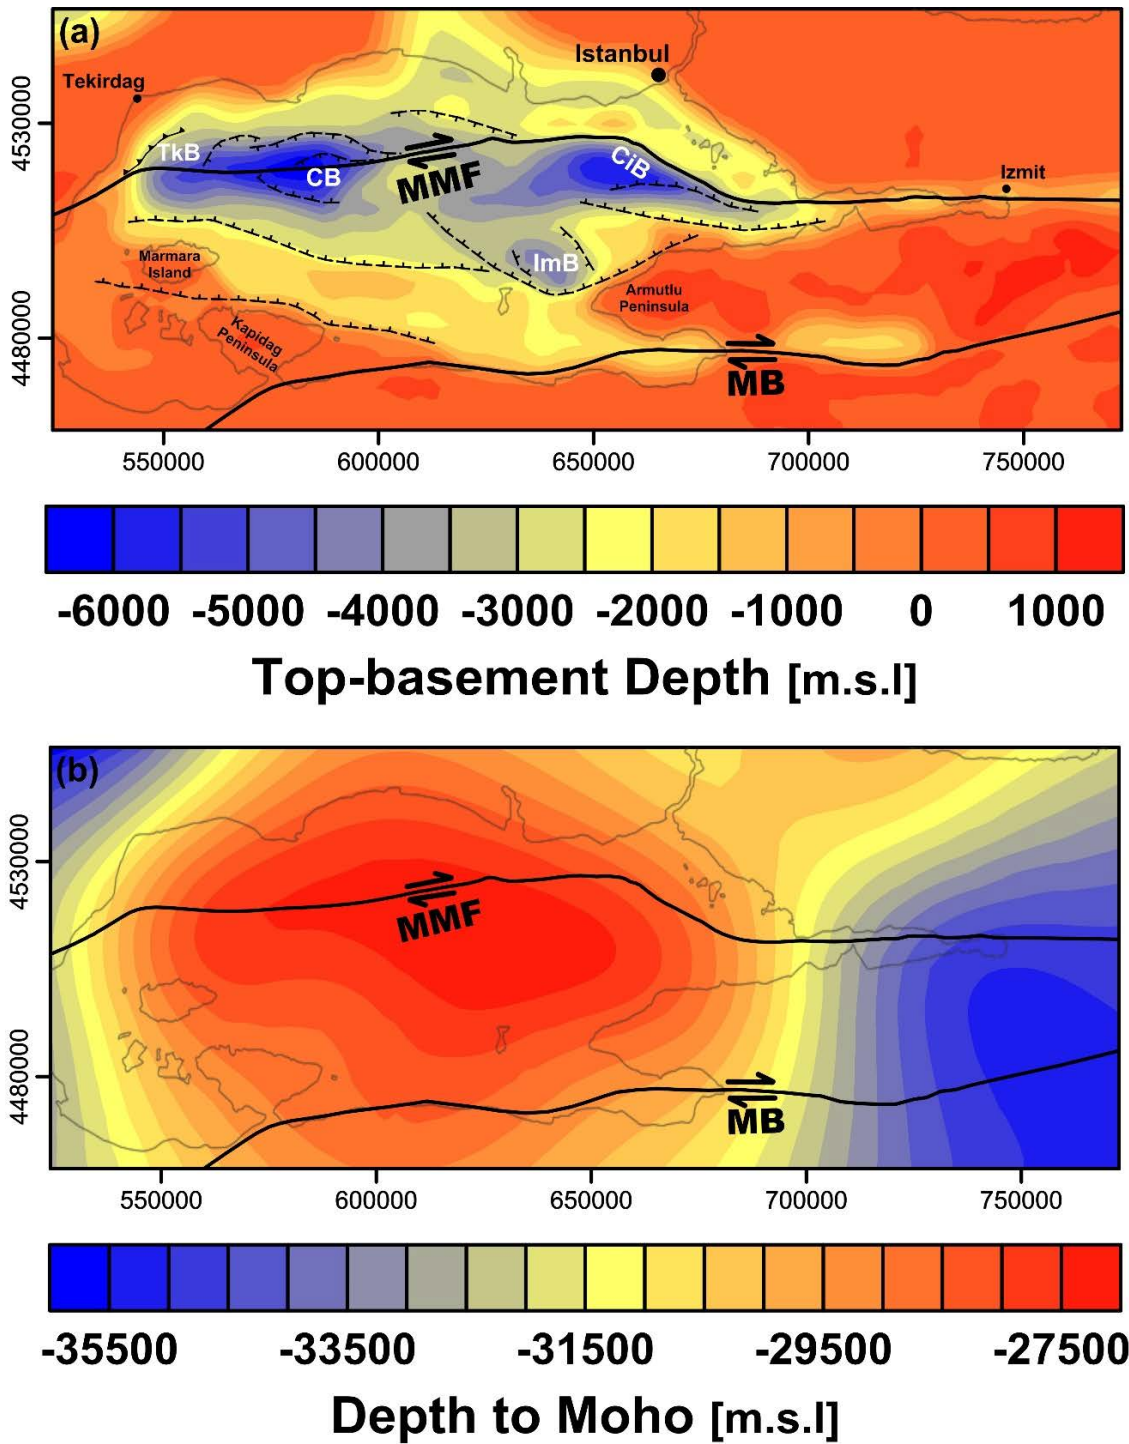 (a)
Istanbul
Tekirdag
4530000
TkB
CB
MMF
CiB
Izmit
ImB
Marmara
Island
Armutlu
Peninsula
Kapidag
Peninsula
4480000
MB
550000 600000 650000 700000 750000
-6000 -5000 -4000 -3000 -2000 -1000 0 1000
Top-basement Depth [m.s.l]
(b)
4530000
MMF
4480000
MB
550000 600000 650000 700000 750000
-35500 -33500 -31500 -29500 -27500
Depth to Moho [m.s.l]